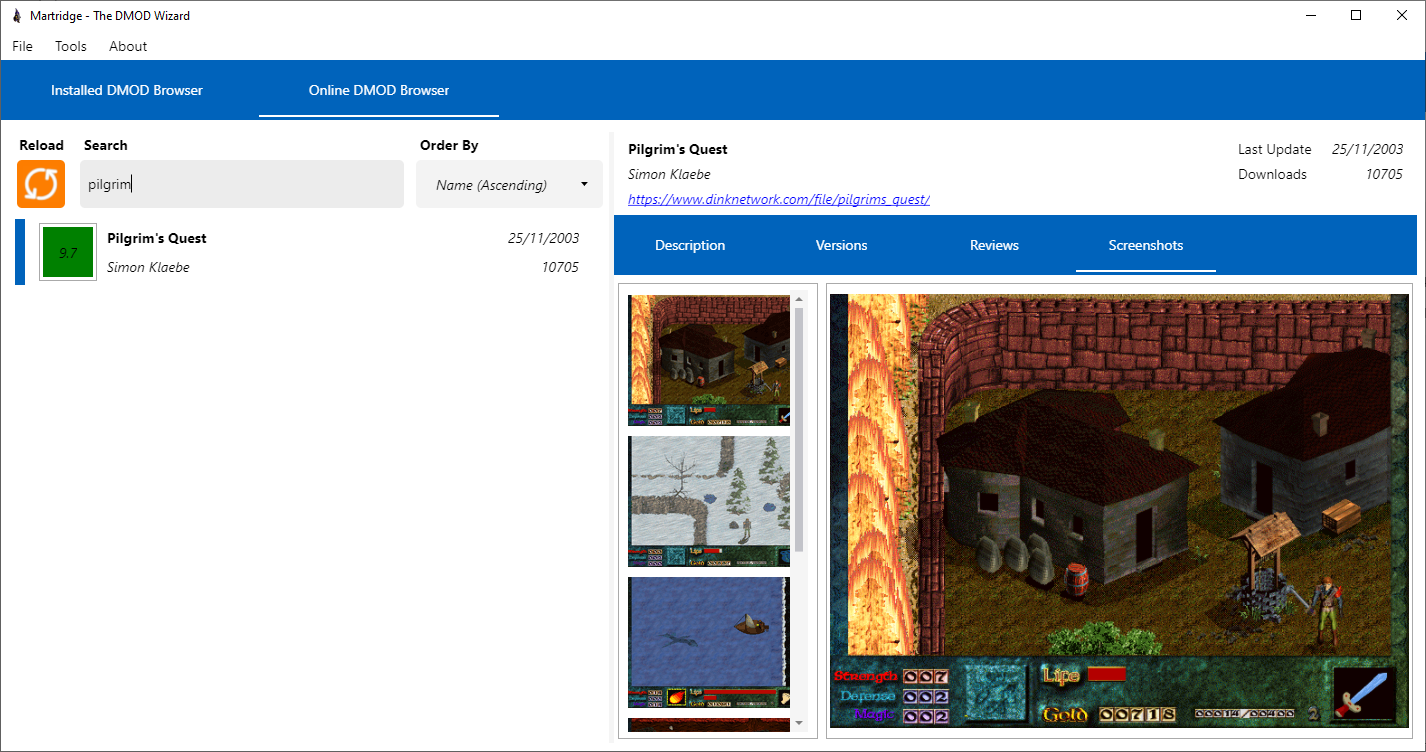 Martridge - The DMOD Wizard
File Tools About
Installed DMOD Browser Online DMOD Browser
Reload Search Order By
pilgrim Name (Ascending)
9.7
Pilgrim's Quest 25/11/2003
Simon Klaebe 10705
Pilgrim's Quest Last Update 25/11/2003
Simon Klaebe Downloads 10705
https://www.dinknetwork.com/file/pilgrims_quest/
Description Versions Reviews Screenshots
Strength 007
Defense 002
Magic 002
Life
Gold 00718
00014/00400 2